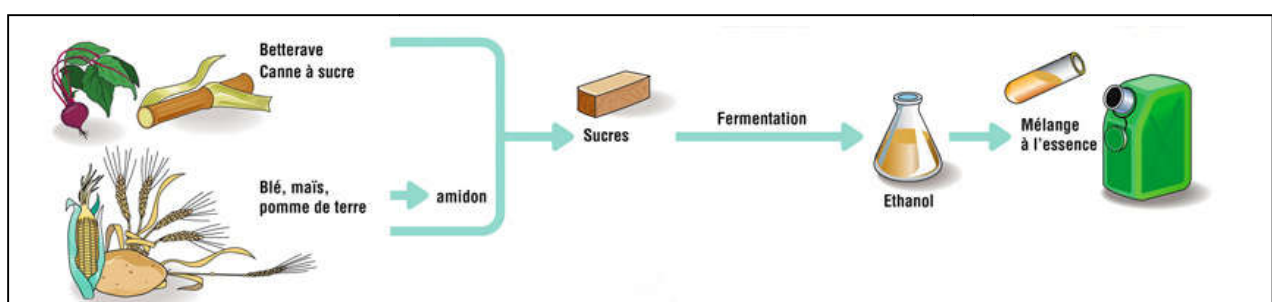 Betterave
Canne à sucre
Blé, maïs,
pomme de terre
amidon
Sucres
Fermentation
Ethanol
Mélange
à l'essence